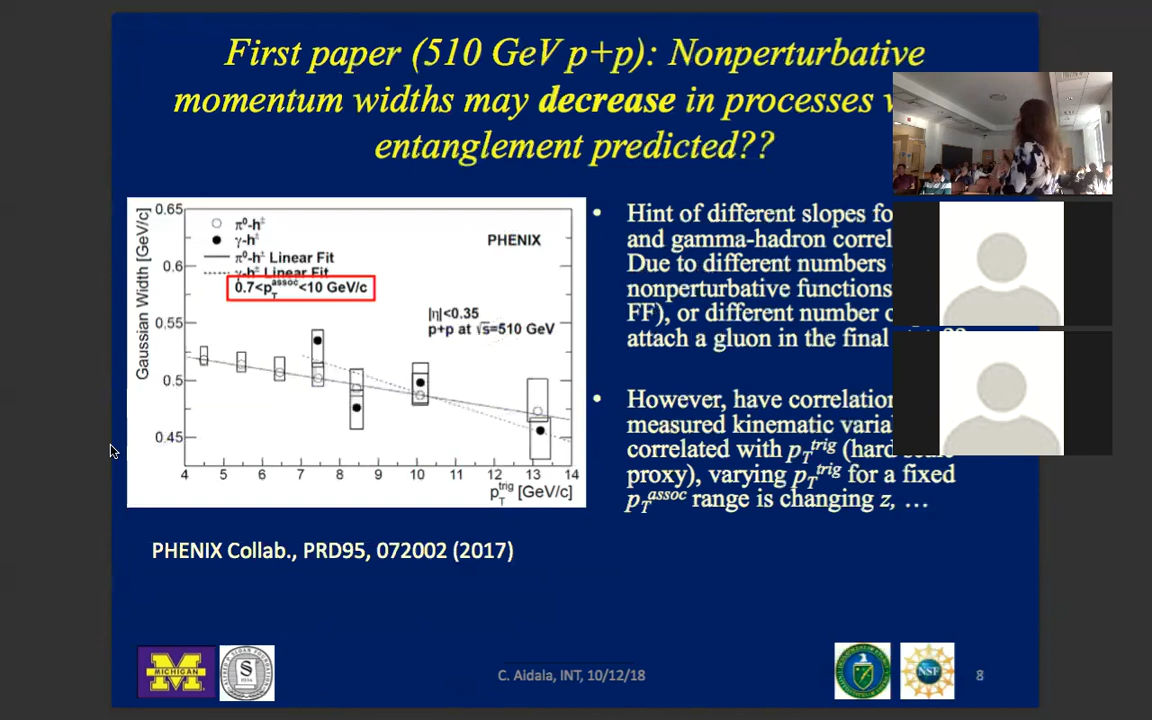 First paper (510 GeV p+p): Nonperturbative
momentum widths may decrease in processes
entanglement predicted??
0.65
0.6
0.55
0.5
0.45
Gaussian Width [GeV/c]
π⁰-h±
γ-h±
π⁰-h± Linear Fit
γ-h± Linear Fit
0.7<p_T^assoc<10 GeV/c
PHENIX
|η|<0.35
p+p at √s=510 GeV
4 5 6 7 8 9 10 11 12 13 14
p_T^trig [GeV/c]
• Hint of different slopes
and gamma-hadron
Due to different numbers
nonperturbative functions
FF), or different number
attach a gluon in the final
• However, have
measured kinematic
correlated with p_T^trig (hard
proxy), varying p_T^trig for a fixed
p_T^assoc range is changing z, …
PHENIX Collab., PRD95, 072002 (2017)
M
MICHIGAN
S
C. Aidala, INT, 10/12/18
NSF
8